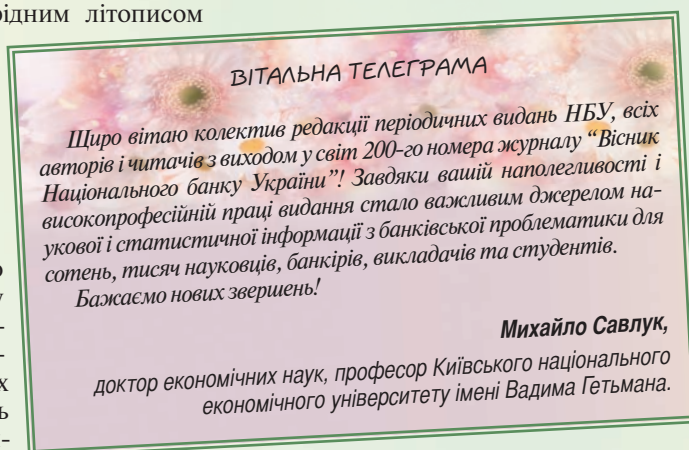 рідним літописом
ВІТАЛЬНА ТЕЛЕГРАМА
Щиро вітаю колектив редакції періодичних видань НБУ, всіх
авторів і читачів з виходом у світ 200-го номера журналу “Вісник
Національного банку України”! Завдяки вашій наполегливості і
високопрофесійній праці видання стало важливим джерелом на-
укової і статистичної інформації з банківської проблематики для
сотень, тисяч науковців, банкірів, викладачів та студентів.
Бажаємо нових звершень!
Михайло Савлук,
доктор економічних наук, професор Київського національного
економічного університету імені Вадима Гетьмана.